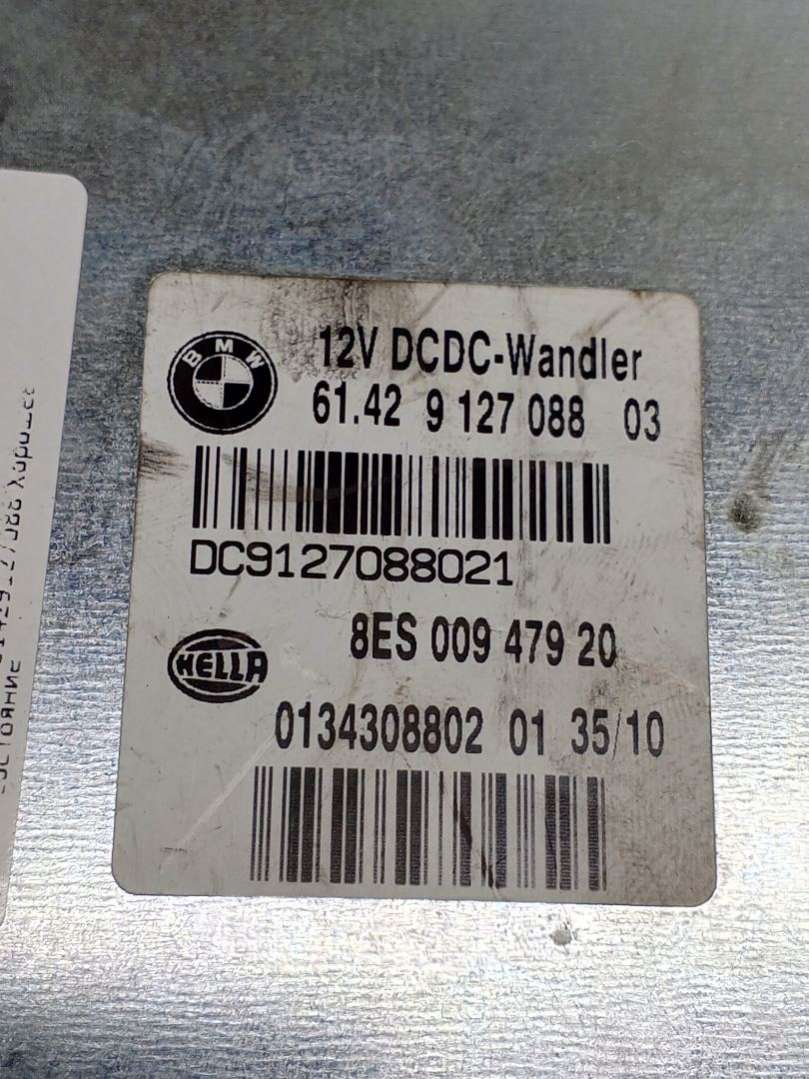 BMW
12V DCDC-Wandler
61.42 9 127 088 03
DC9127088021
HELLA
8ES 009 479 20
0134308802 01 35/10